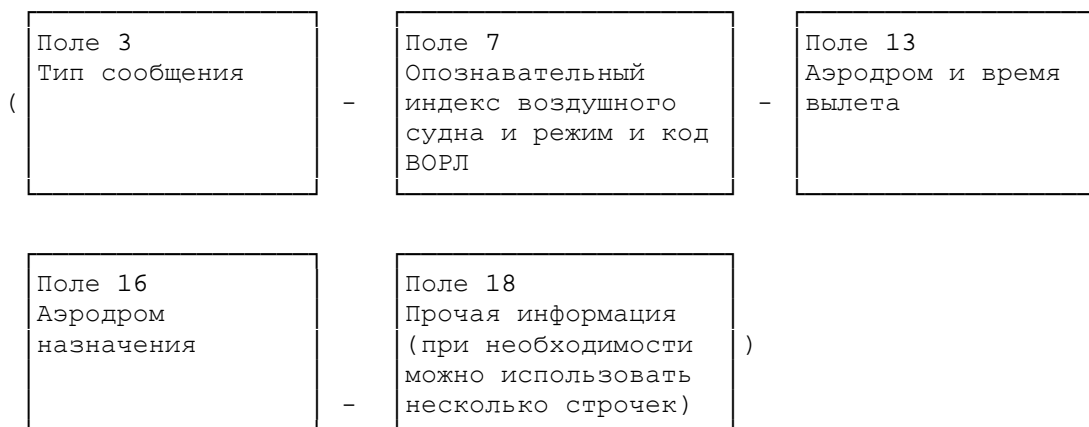 Поле 3
Тип сообщения
(
-
Поле 7
Опознавательный
индекс воздушного
судна и режим и код
ВОРЛ
-
Поле 13
Аэродром и время
вылета
Поле 16
Аэродром
назначения
-
Поле 18
Прочая информация
(при необходимости
можно использовать
несколько строчек)
)